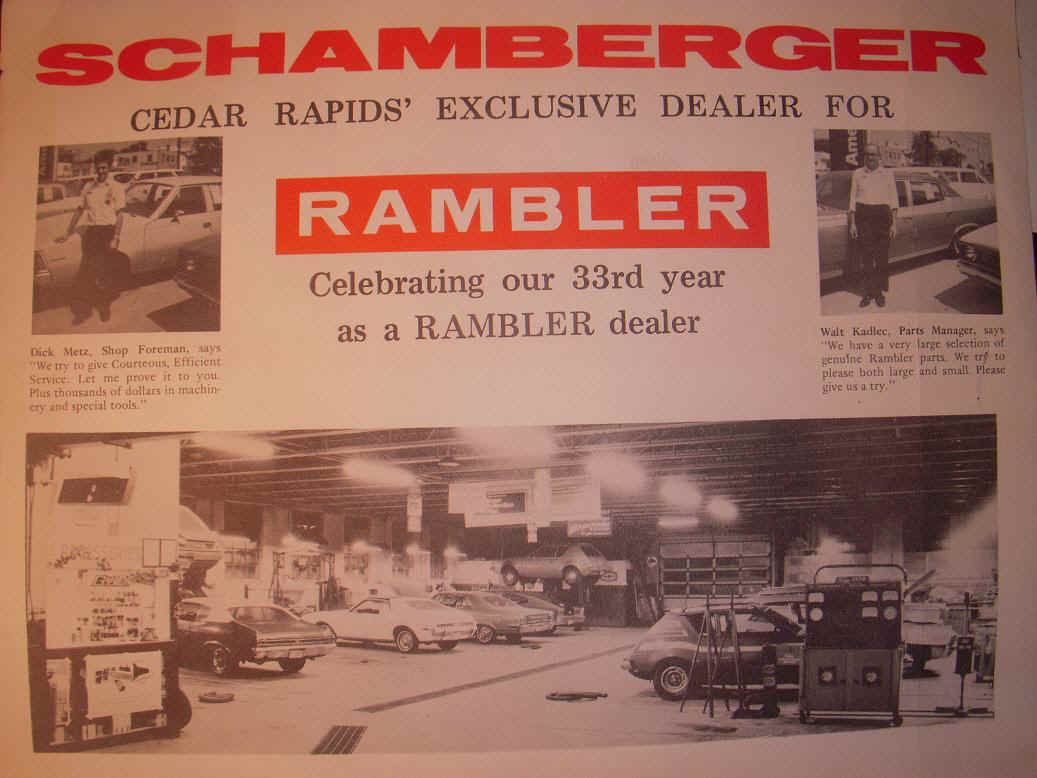 SCHAMBERGER
CEDAR RAPIDS' EXCLUSIVE DEALER FOR
RAMBLER
Celebrating our 33rd year
as a RAMBLER dealer
Dick Metz, Shop Foreman, says
"We try to give Courteous, Efficient
Service. Let me prove it to you.
Plus thousands of dollars in machin-
ery and special tools."
Ame
Walt Kadlec, Parts Manager, says
"We have a very large selection of
genuine Rambler parts. We try to
please both large and small. Please
give us a try."